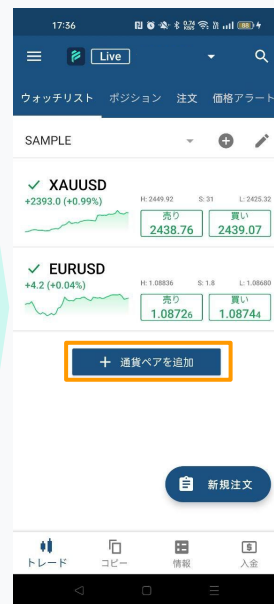 17:36
Live
ウォッチリスト ポジション 注文 価格アラート
SAMPLE
XAUUSD
+2393.0 (+0.99%)
H: 2449.92 S: 31 L: 2425.32
売り 買い
2438.76 2439.07
EURUSD
+4.2 (+0.04%)
H: 1.08836 S: 1.8 L: 1.08680
売り 買い
1.08726 1.08744
+ 通貨ペアを追加
新規注文
トレード コピー 情報 入金